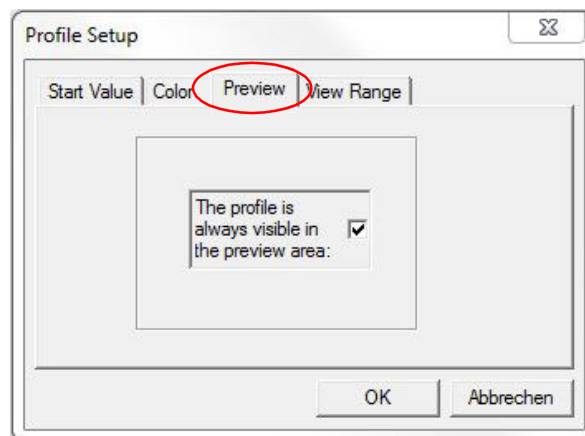 Profile Setup
Start Value Color Preview View Range
The profile is
always visible in
the preview area:
OK Abbrechen